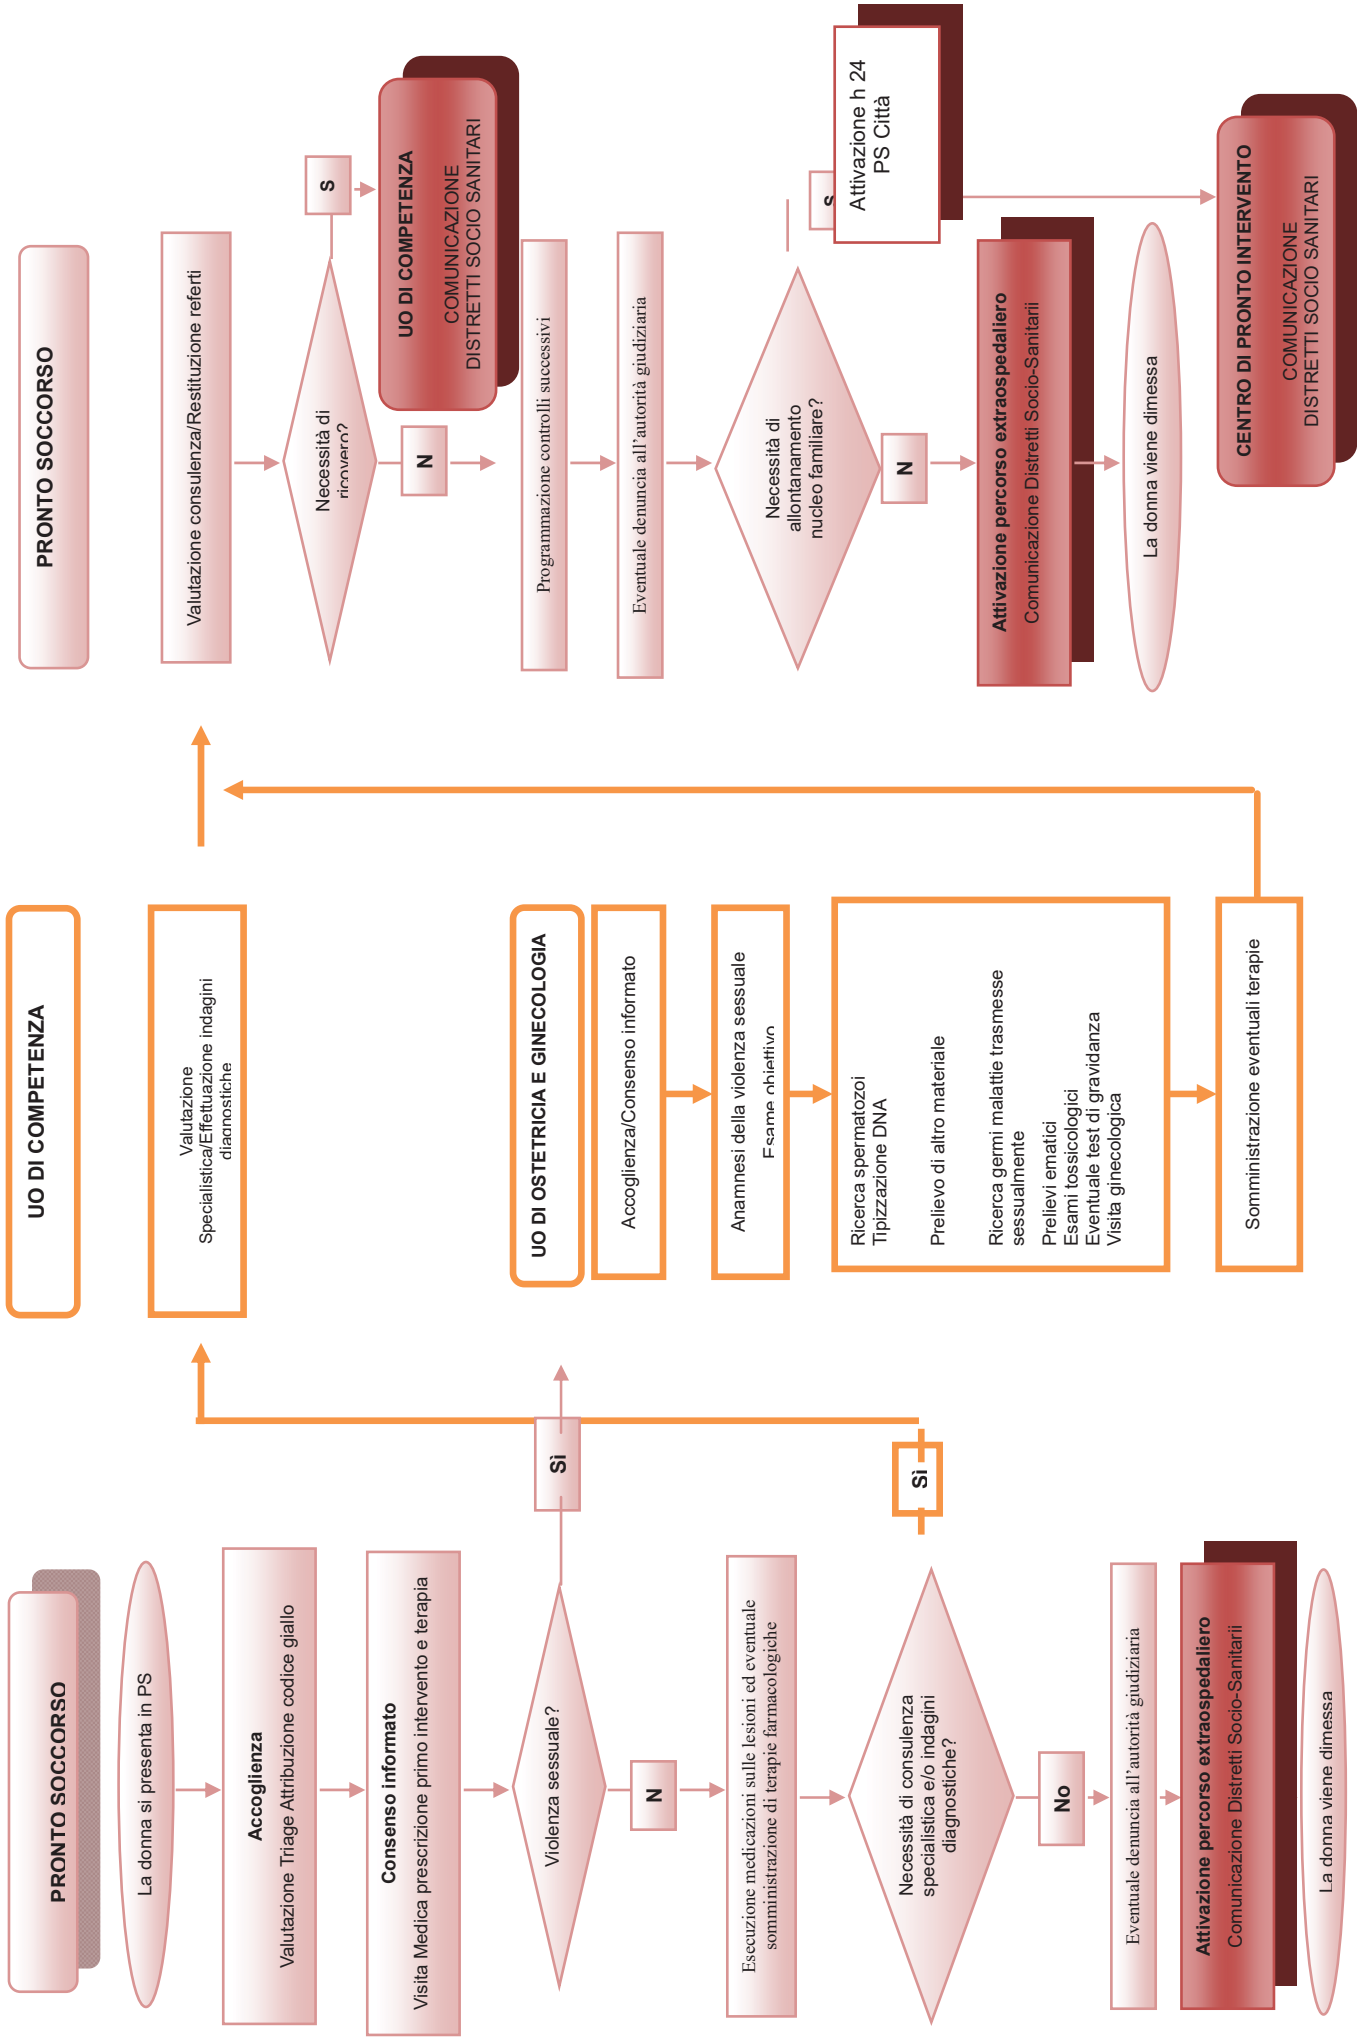 PRONTO SOCCORSO
La donna si presenta in PS
Accoglienza
Valutazione Triage Attribuzione codice giallo
Consenso informato
Visita Medica prescrizione primo intervento e terapia
Violenza sessuale?
Sì
N
Esecuzione medicazioni sulle lesioni ed eventuale
somministrazione di terapie farmacologiche
Necessità di consulenza
specialistica e/o indagini
diagnostiche?
Sì
No
Eventuale denuncia all'autorità giudiziaria
Attivazione percorso extraospedaliero
Comunicazione Distretti Socio-Sanitarii
La donna viene dimessa
UO DI COMPETENZA
Valutazione
Specialistica/Effettuazione indagini
diagnostiche
UO DI OSTETRICIA E GINECOLOGIA
Accoglienza/Consenso informato
Anamnesi della violenza sessuale
Esame obiettivo
Ricerca spermatozoi
Tipizzazione DNA
Prelievo di altro materiale
Ricerca germi malattie trasmesse
sessualmente
Prelievi ematici
Esami tossicologici
Eventuale test di gravidanza
Visita ginecologica
Somministrazione eventuali terapie
PRONTO SOCCORSO
Valutazione consulenza/Restituzione referti
Necessità di
ricovero?
S
UO DI COMPETENZA
COMUNICAZIONE
DISTRETTI SOCIO SANITARI
N
Programmazione controlli successivi
Eventuale denuncia all'autorità giudiziaria
Necessità di
allontanamento
nucleo familiare?
S
Attivazione h 24
PS Città
N
Attivazione percorso extraospedaliero
Comunicazione Distretti Socio-Sanitarii
La donna viene dimessa
CENTRO DI PRONTO INTERVENTO
COMUNICAZIONE
DISTRETTI SOCIO SANITARI